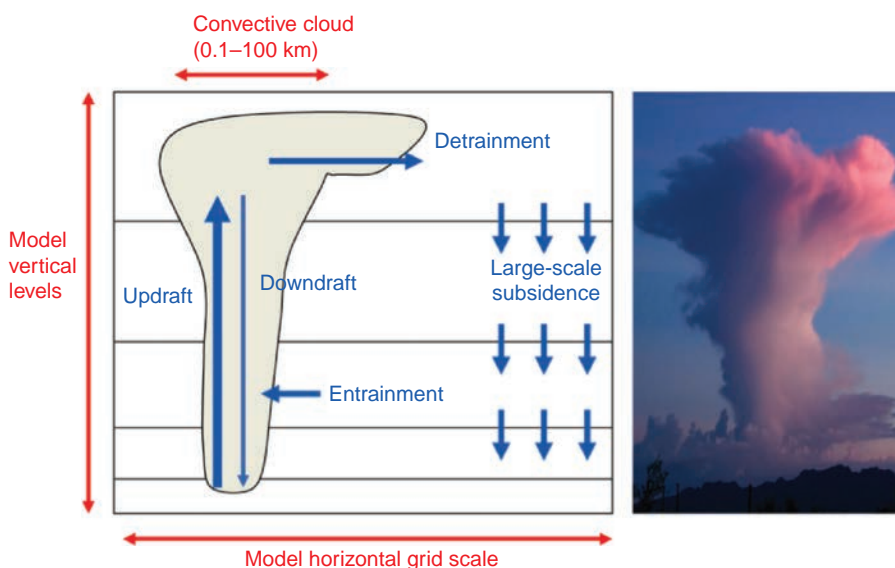 Convective cloud
(0.1–100 km)
Detrainment
Model
vertical
levels
Updraft
Downdraft
Large-scale
subsidence
Entrainment
Model horizontal grid scale